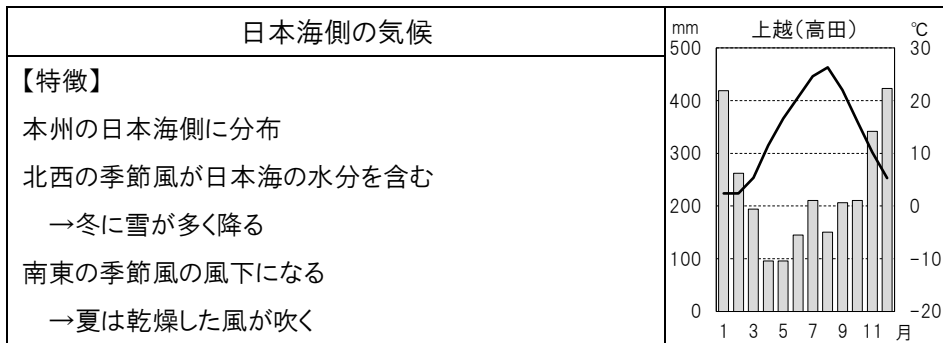 日本海側の気候
【特徴】
本州の日本海側に分布
北西の季節風が日本海の水分を含む
→冬に雪が多く降る
南東の季節風の風下になる
→夏は乾燥した風が吹く
mm 上越(高田) ℃
500 30
400 20
300 10
200 0
100 -10
0 -20
1 3 5 7 9 11 月